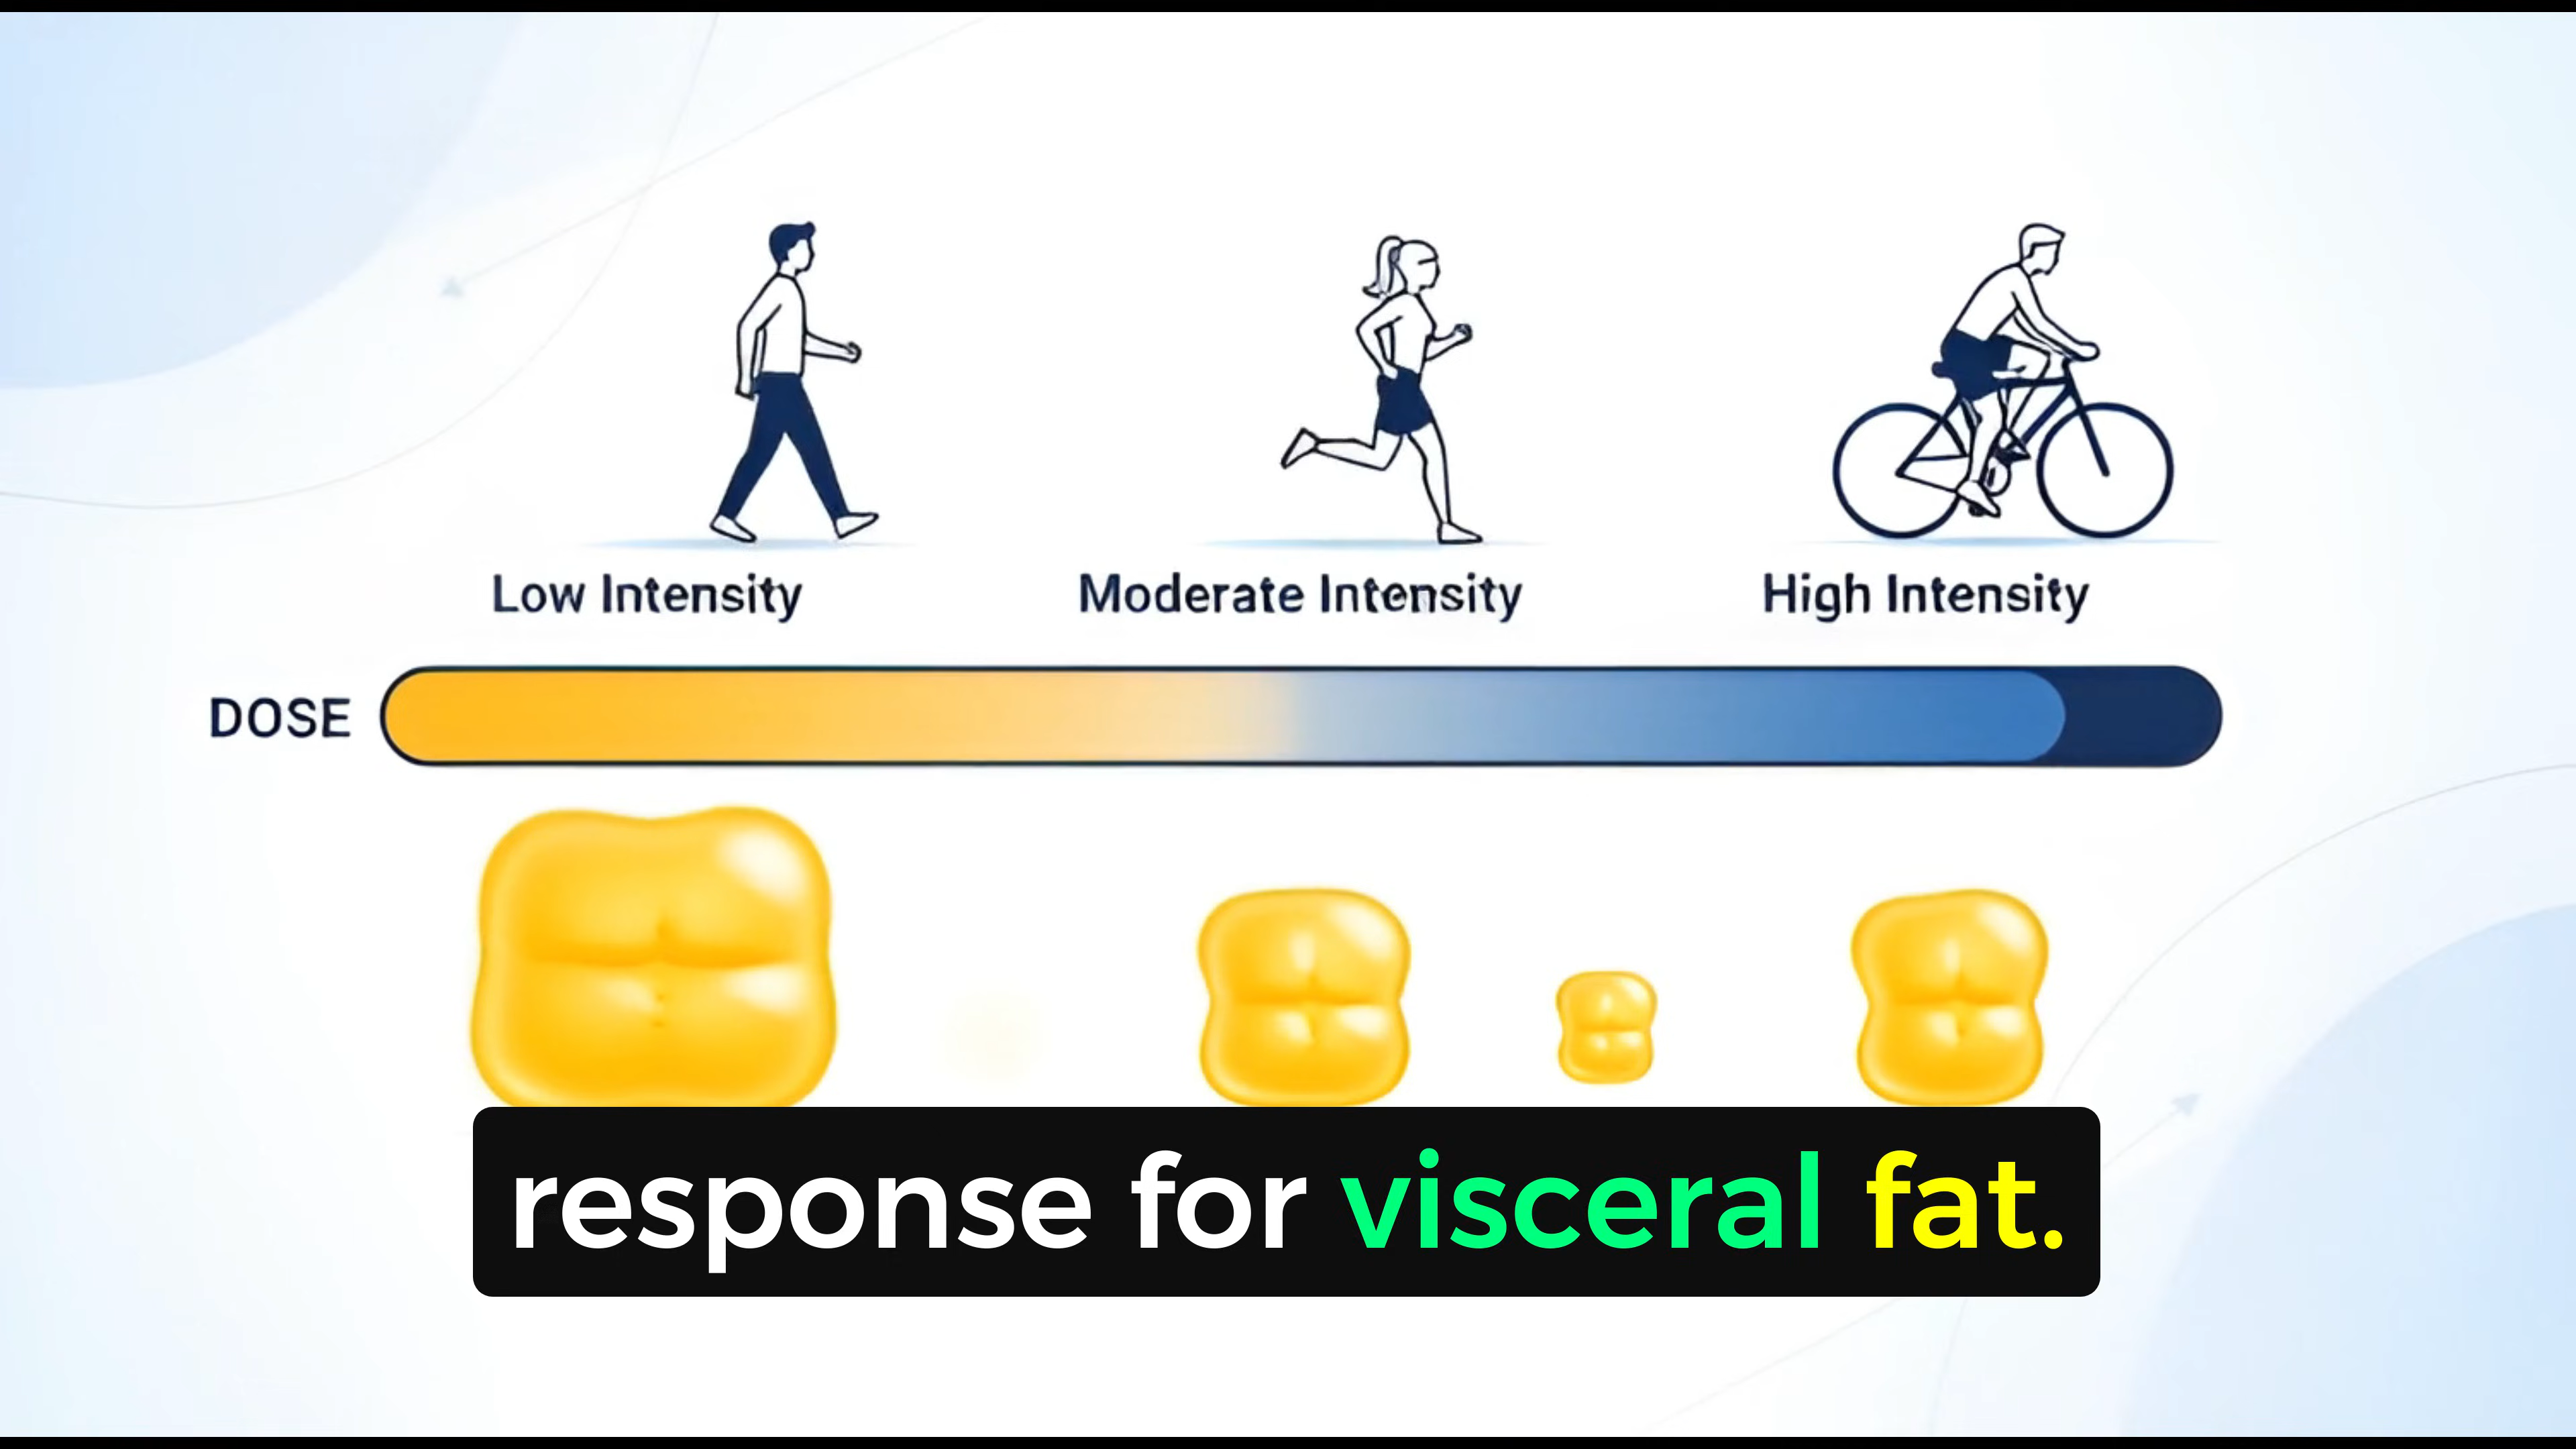 Low Intensity
Moderate Intensity
High Intensity
DOSE
response for visceral fat.